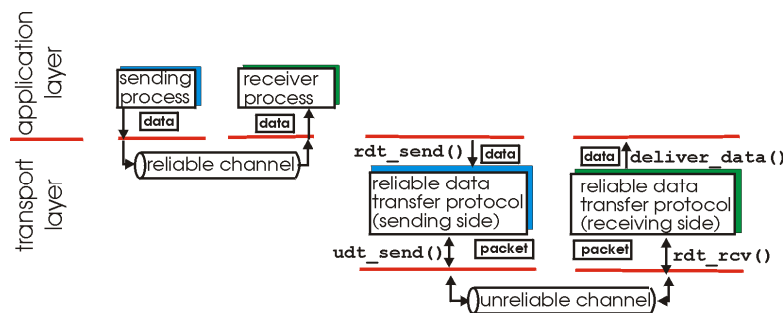 application
layer
transport
layer
sending
process
data
receiver
process
data
reliable channel
rdt_send()
data
reliable data
transfer protocol
(sending side)
udt_send()
packet
data
deliver_data()
reliable data
transfer protocol
(receiving side)
packet
rdt_rcv()
unreliable channel